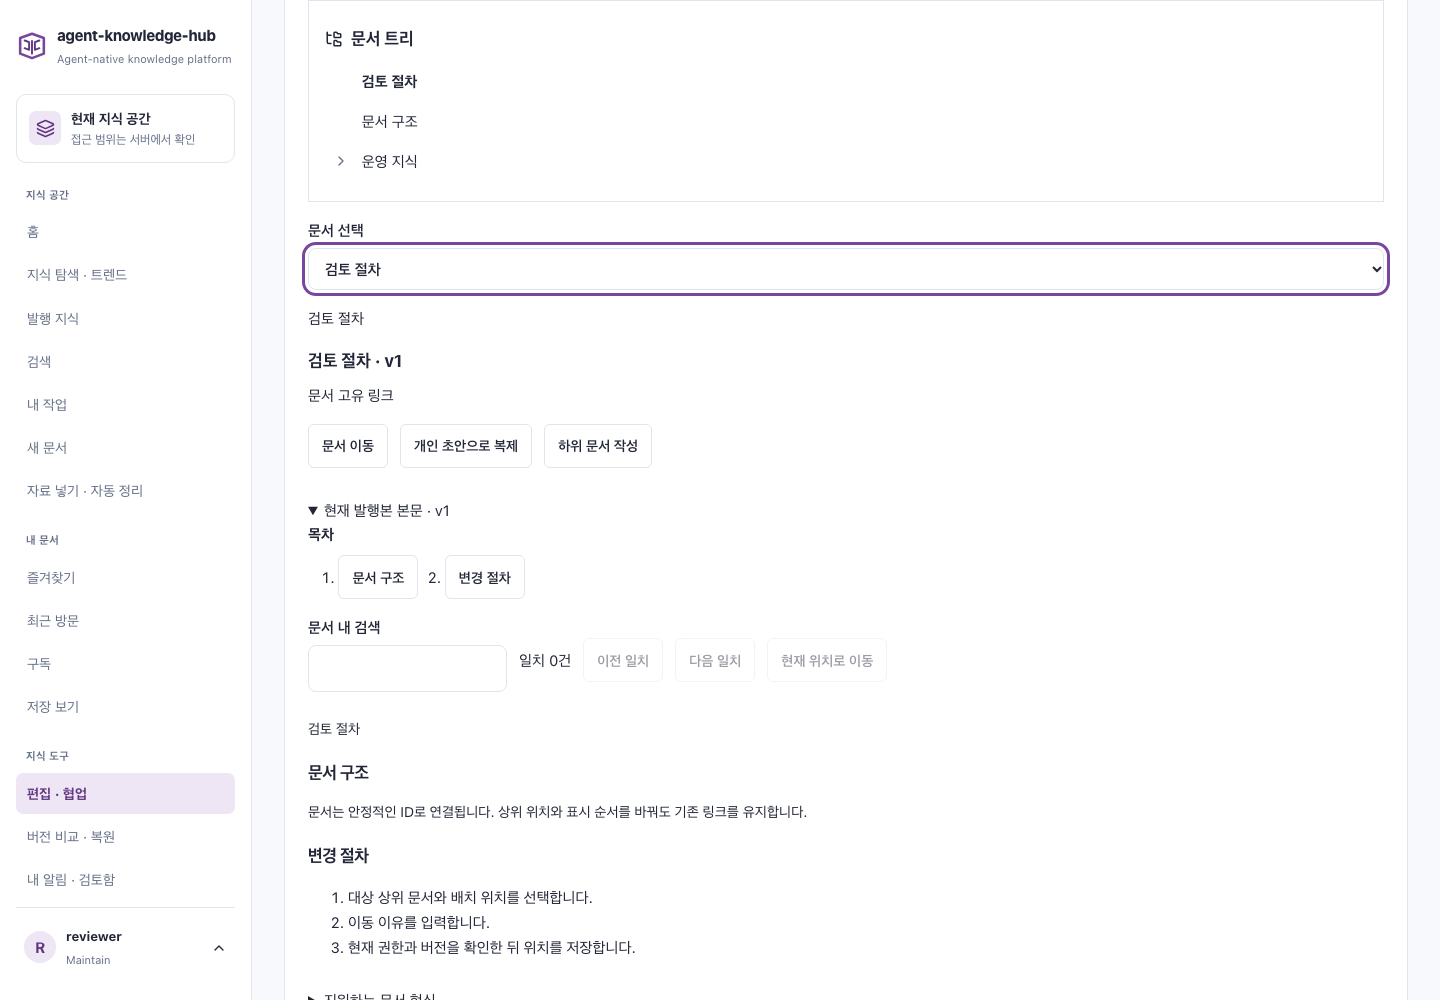 agent-knowledge-hub
Agent-native knowledge platform
현재 지식 공간
접근 범위는 서버에서 확인
지식 공간
홈
지식 탐색 · 트렌드
발행 지식
검색
내 작업
새 문서
자료 넣기 · 자동 정리
내 문서
즐겨찾기
최근 방문
구독
저장 보기
지식 도구
편집 · 협업
버전 비교 · 복원
내 알림 · 검토함
R
reviewer
Maintain
문서 트리
검토 절차
문서 구조
운영 지식
문서 선택
검토 절차
검토 절차
검토 절차 · v1
문서 고유 링크
문서 이동 개인 초안으로 복제 하위 문서 작성
▼ 현재 발행본 본문 · v1
목차
1. 문서 구조 2. 변경 절차
문서 내 검색
일치 0건 이전 일치 다음 일치 현재 위치로 이동
검토 절차
문서 구조
문서는 안정적인 ID로 연결됩니다. 상위 위치와 표시 순서를 바꿔도 기존 링크를 유지합니다.
변경 절차
1. 대상 상위 문서와 배치 위치를 선택합니다.
2. 이동 이유를 입력합니다.
3. 현재 권한과 버전을 확인한 뒤 위치를 저장합니다.